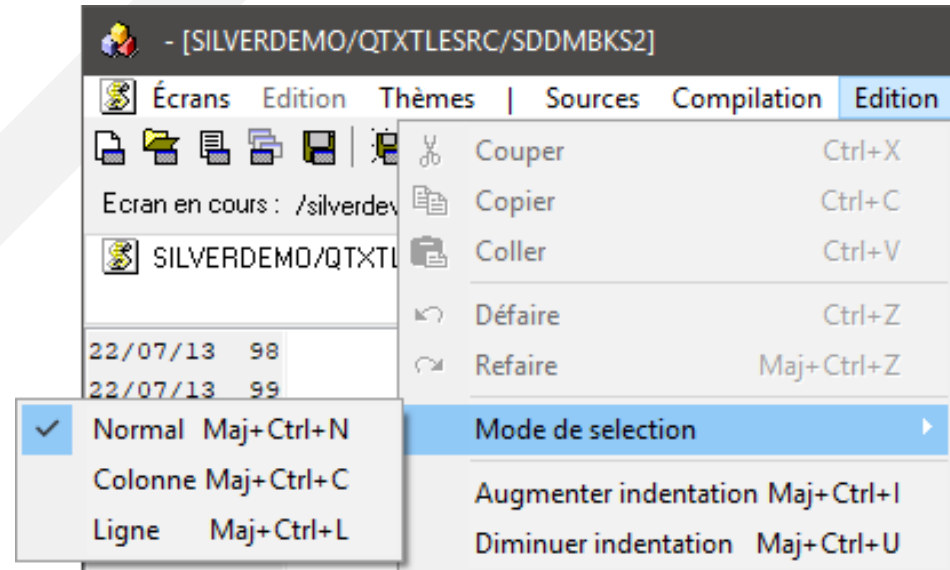 - [SILVERDEMO/QTXTLESRC/SDDMBKS2]
Écrans Edition Thèmes | Sources Compilation Edition
Couper Ctrl+X
Ecran en cours : /silverdev
Copier Ctrl+C
SILVERDEMO/QTXTL
Coller Ctrl+V
Défaire Ctrl+Z
22/07/13 98
Refaire Maj+Ctrl+Z
22/07/13 99
Normal Maj+Ctrl+N
Mode de selection
Colonne Maj+Ctrl+C
Augmenter indentation Maj+Ctrl+I
Ligne Maj+Ctrl+L
Diminuer indentation Maj+Ctrl+U